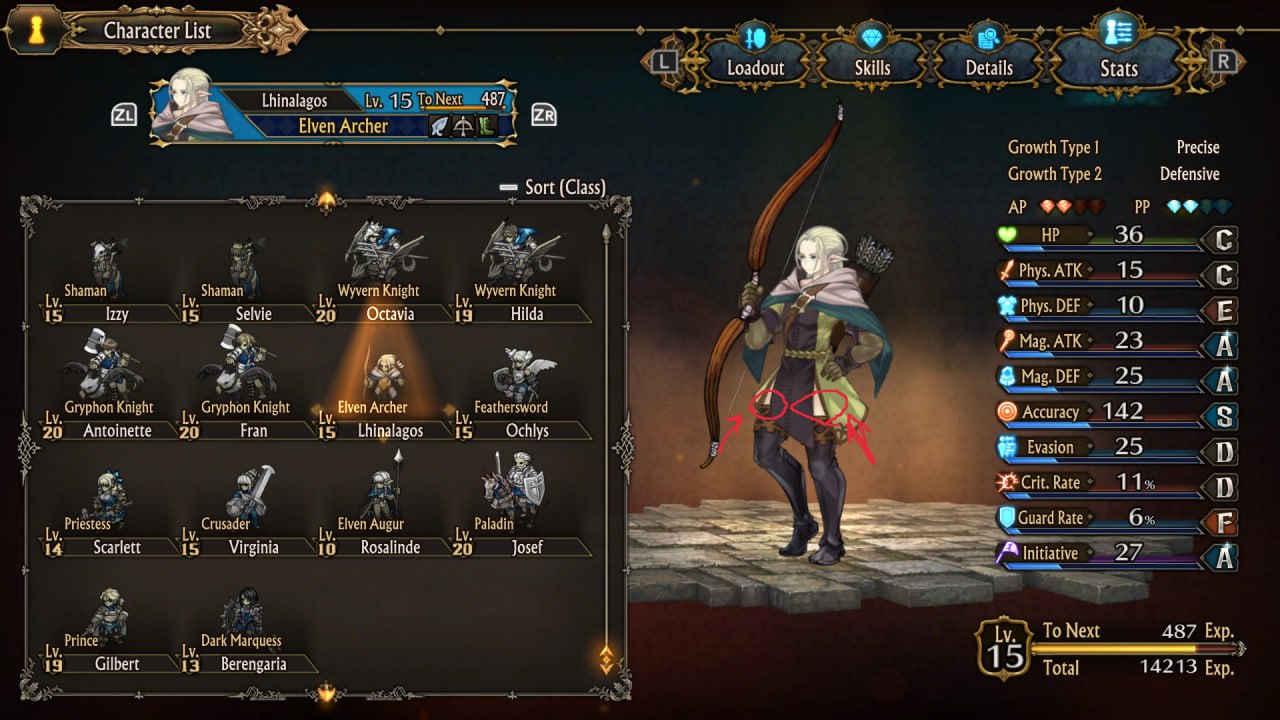 Character List
L
Loadout
Skills
Details
Stats
R
ZL
Lhinalagos
Lv. 15 To Next 487
Elven Archer
ZR
Sort (Class)
Shaman
Lv. 15 Izzy
Shaman
Lv. 15 Selvie
Wyvern Knight
Lv. 20 Octavia
Wyvern Knight
Lv. 19 Hilda
Gryphon Knight
Lv. 20 Antoinette
Gryphon Knight
Lv. 20 Fran
Elven Archer
Lv. 15 Lhinalagos
Feathersword
Lv. 15 Ochlys
Priestess
Lv. 14 Scarlett
Crusader
Lv. 15 Virginia
Elven Augur
Lv. 10 Rosalinde
Paladin
Lv. 20 Josef
Prince
Lv. 19 Gilbert
Dark Marquess
Lv. 13 Berengaria
Growth Type 1 Precise
Growth Type 2 Defensive
AP PP
HP 36 C
Phys. ATK 15 C
Phys. DEF 10 E
Mag. ATK 23 A
Mag. DEF 25 A
Accuracy 142 S
Evasion 25 D
Crit. Rate 11% D
Guard Rate 6% F
Initiative 27 A
Lv. 15
To Next 487 Exp.
Total 14213 Exp.